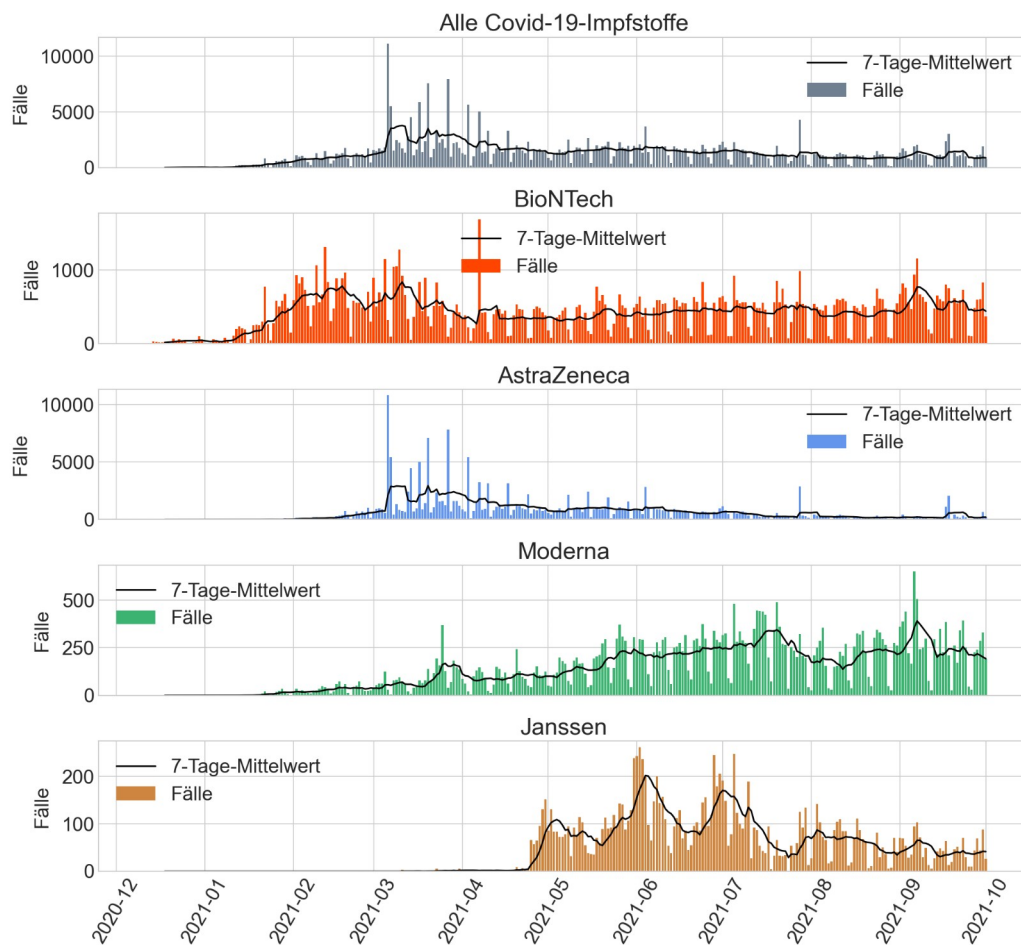 Alle Covid-19-Impfstoffe
10000
5000
0
Fälle
7-Tage-Mittelwert
Fälle
BioNTech
1000
0
Fälle
7-Tage-Mittelwert
Fälle
AstraZeneca
10000
5000
0
Fälle
7-Tage-Mittelwert
Fälle
Moderna
500
250
0
Fälle
7-Tage-Mittelwert
Fälle
Janssen
200
100
0
Fälle
7-Tage-Mittelwert
Fälle
2020-12
2021-01
2021-02
2021-03
2021-04
2021-05
2021-06
2021-07
2021-08
2021-09
2021-10